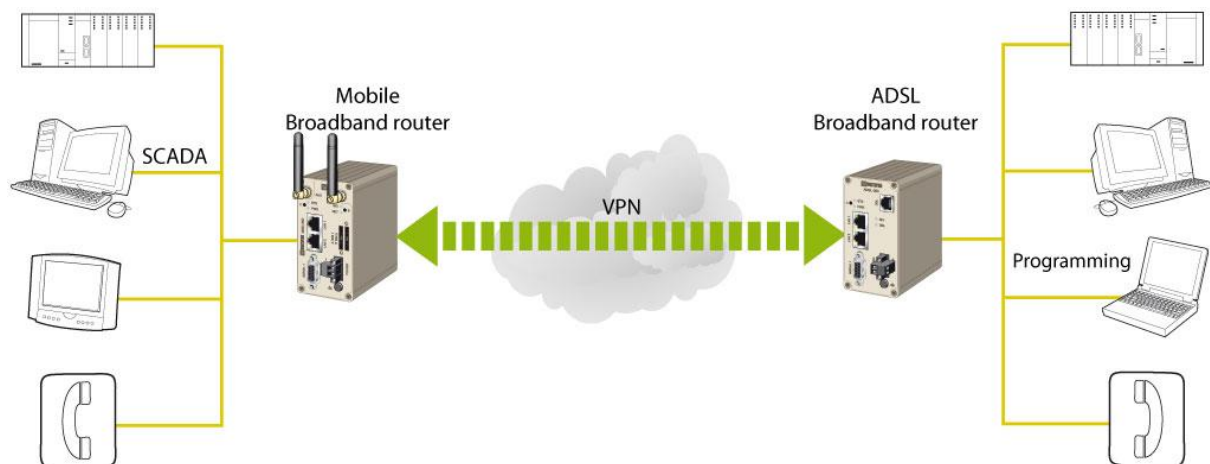 Mobile
Broadband router
ADSL
Broadband router
SCADA
VPN
Programming